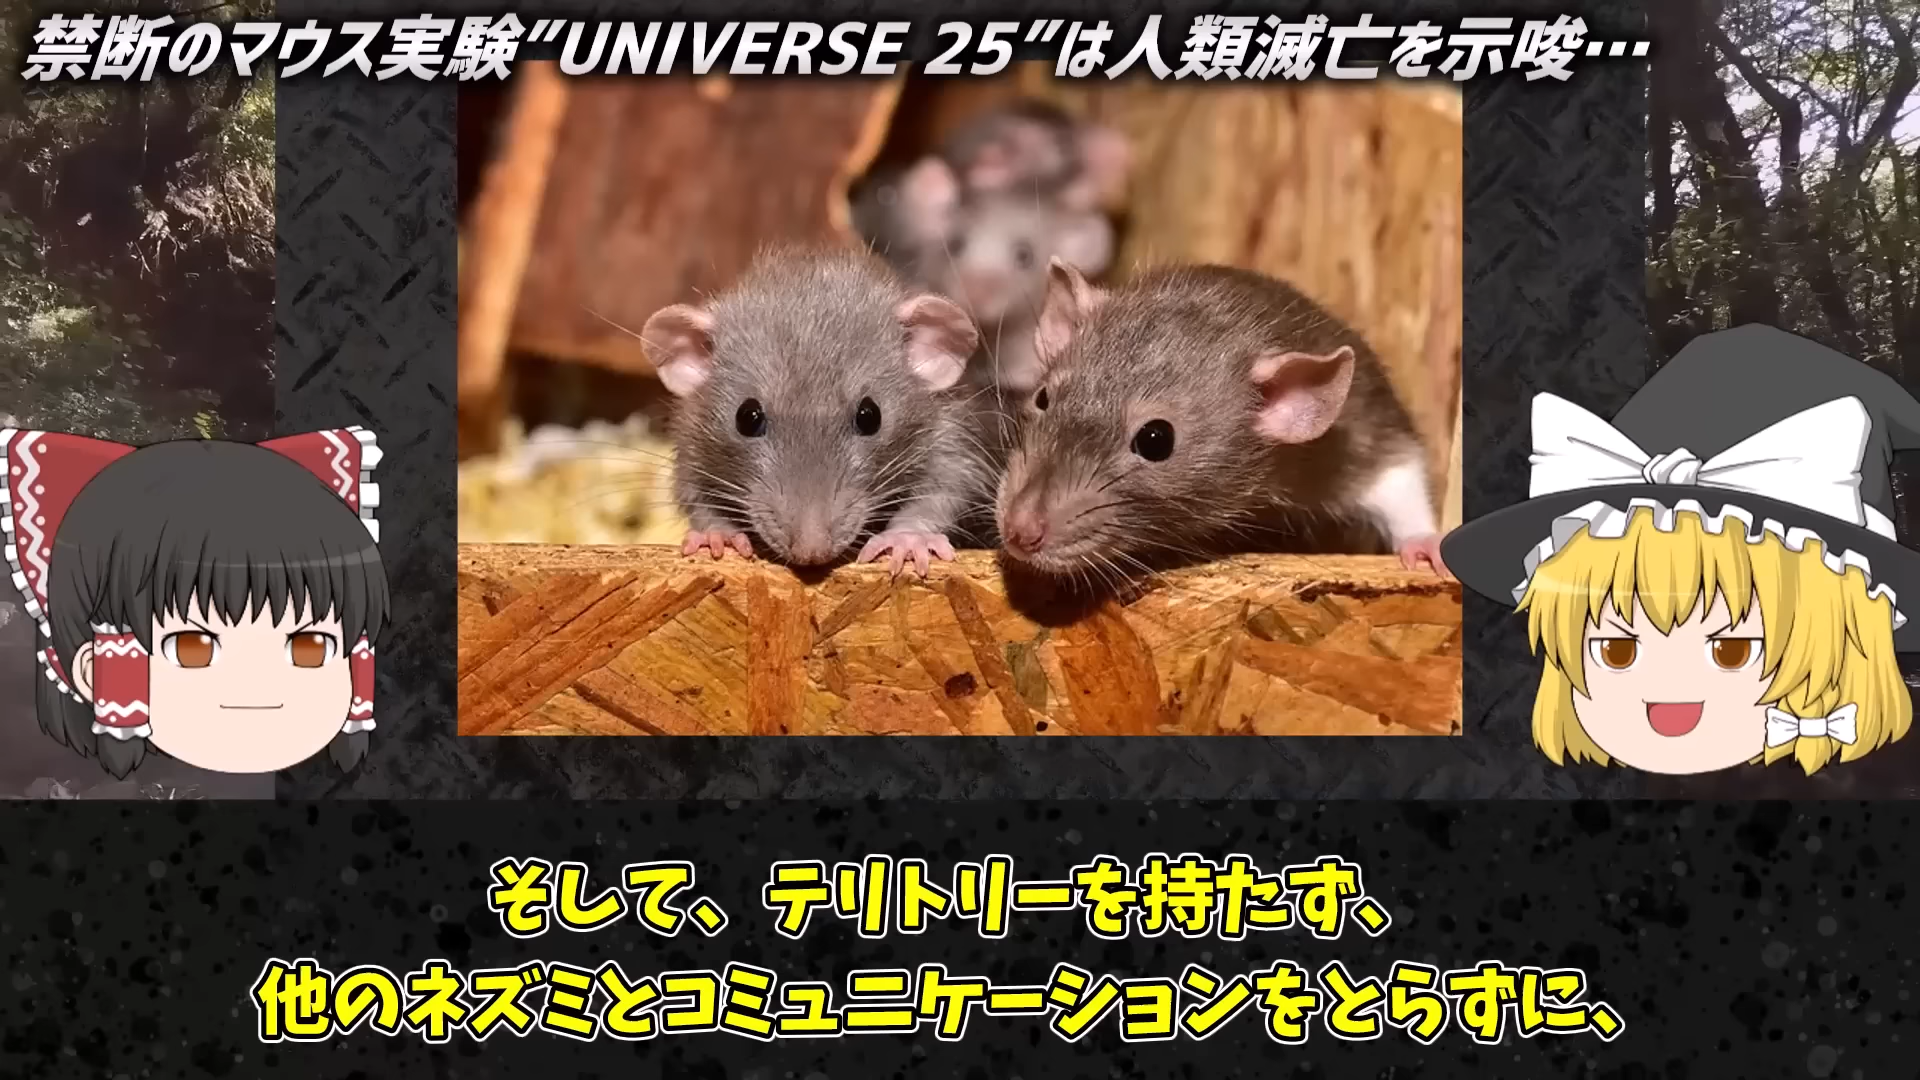 禁断のマウス実験”UNIVERSE 25”は人類滅亡を示唆…
そして、テリトリーを持たず、
他のネズミとコミュニケーションをとらずに、